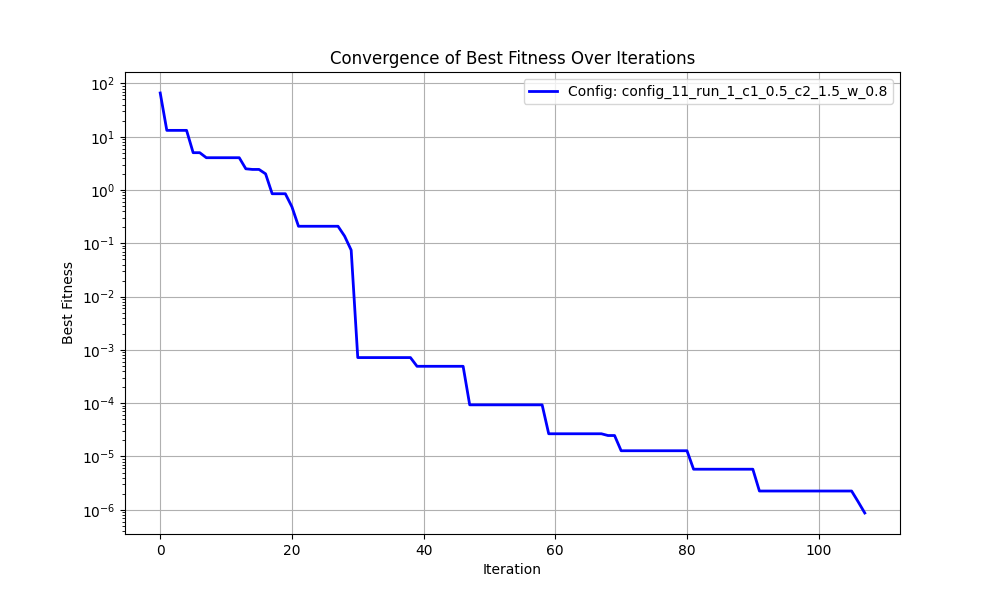 Convergence of Best Fitness Over Iterations
Config: config_11_run_1_c1_0.5_c2_1.5_w_0.8
10²
10¹
10⁰
10⁻¹
10⁻²
10⁻³
10⁻⁴
10⁻⁵
10⁻⁶
Best Fitness
0 20 40 60 80 100
Iteration